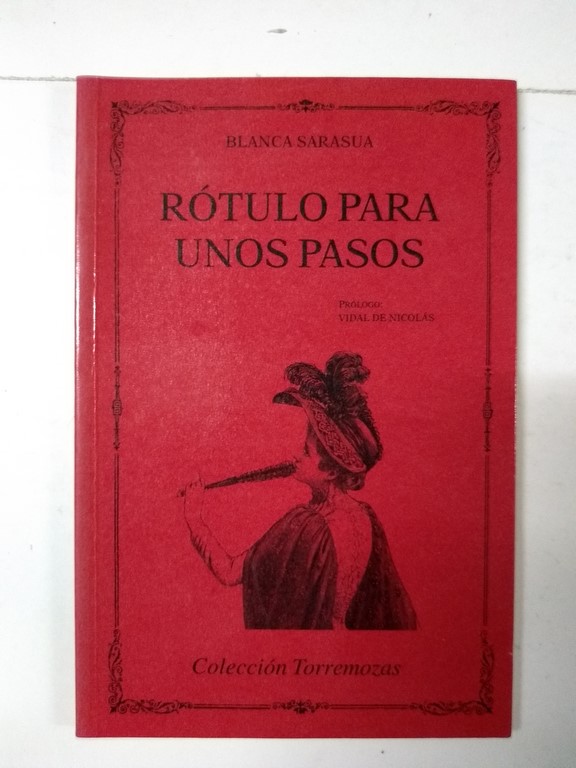 BLANCA SARASUA
RÓTULO PARA
UNOS PASOS
PRÓLOGO:
VIDAL DE NICOLÁS
Colección Torremozas